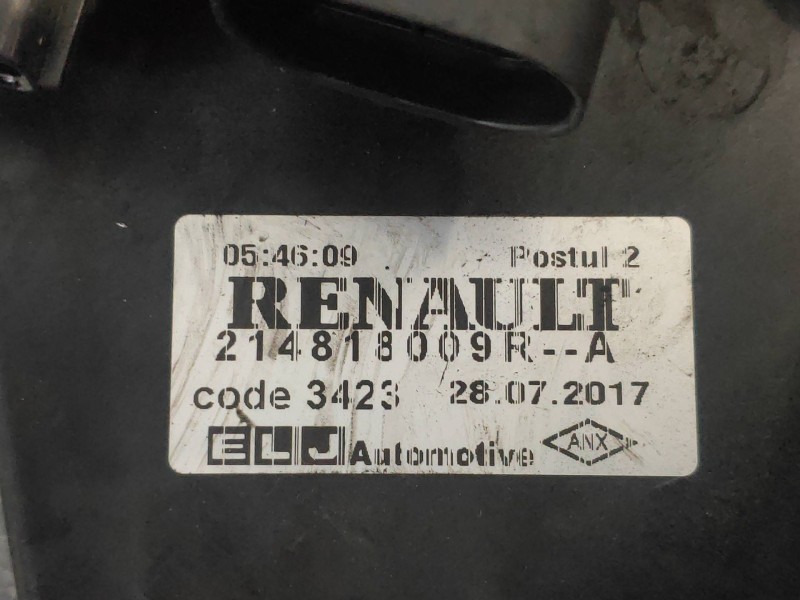 05:46:09 Postul 2
RENAULT
214818009R--A
code 3423 28.07.2017
ELJ Automotive ANX